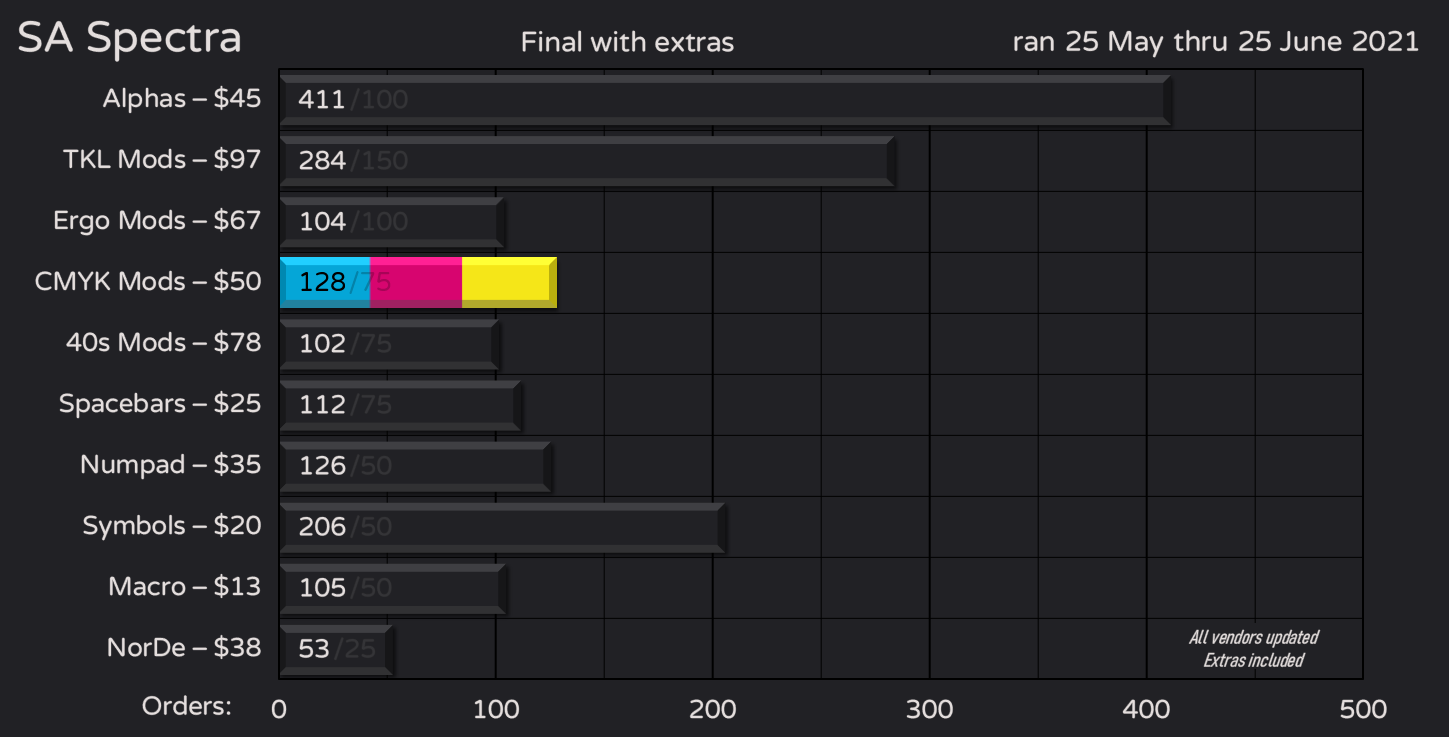 SA Spectra
Final with extras
ran 25 May thru 25 June 2021
Alphas – $45 411/100
TKL Mods – $97 284/150
Ergo Mods – $67 104/100
CMYK Mods – $50 128/75
40s Mods – $78 102/75
Spacebars – $25 112/75
Numpad – $35 126/50
Symbols – $20 206/50
Macro – $13 105/50
NorDe – $38 53/25
All vendors updated
Extras included
Orders: 0 100 200 300 400 500